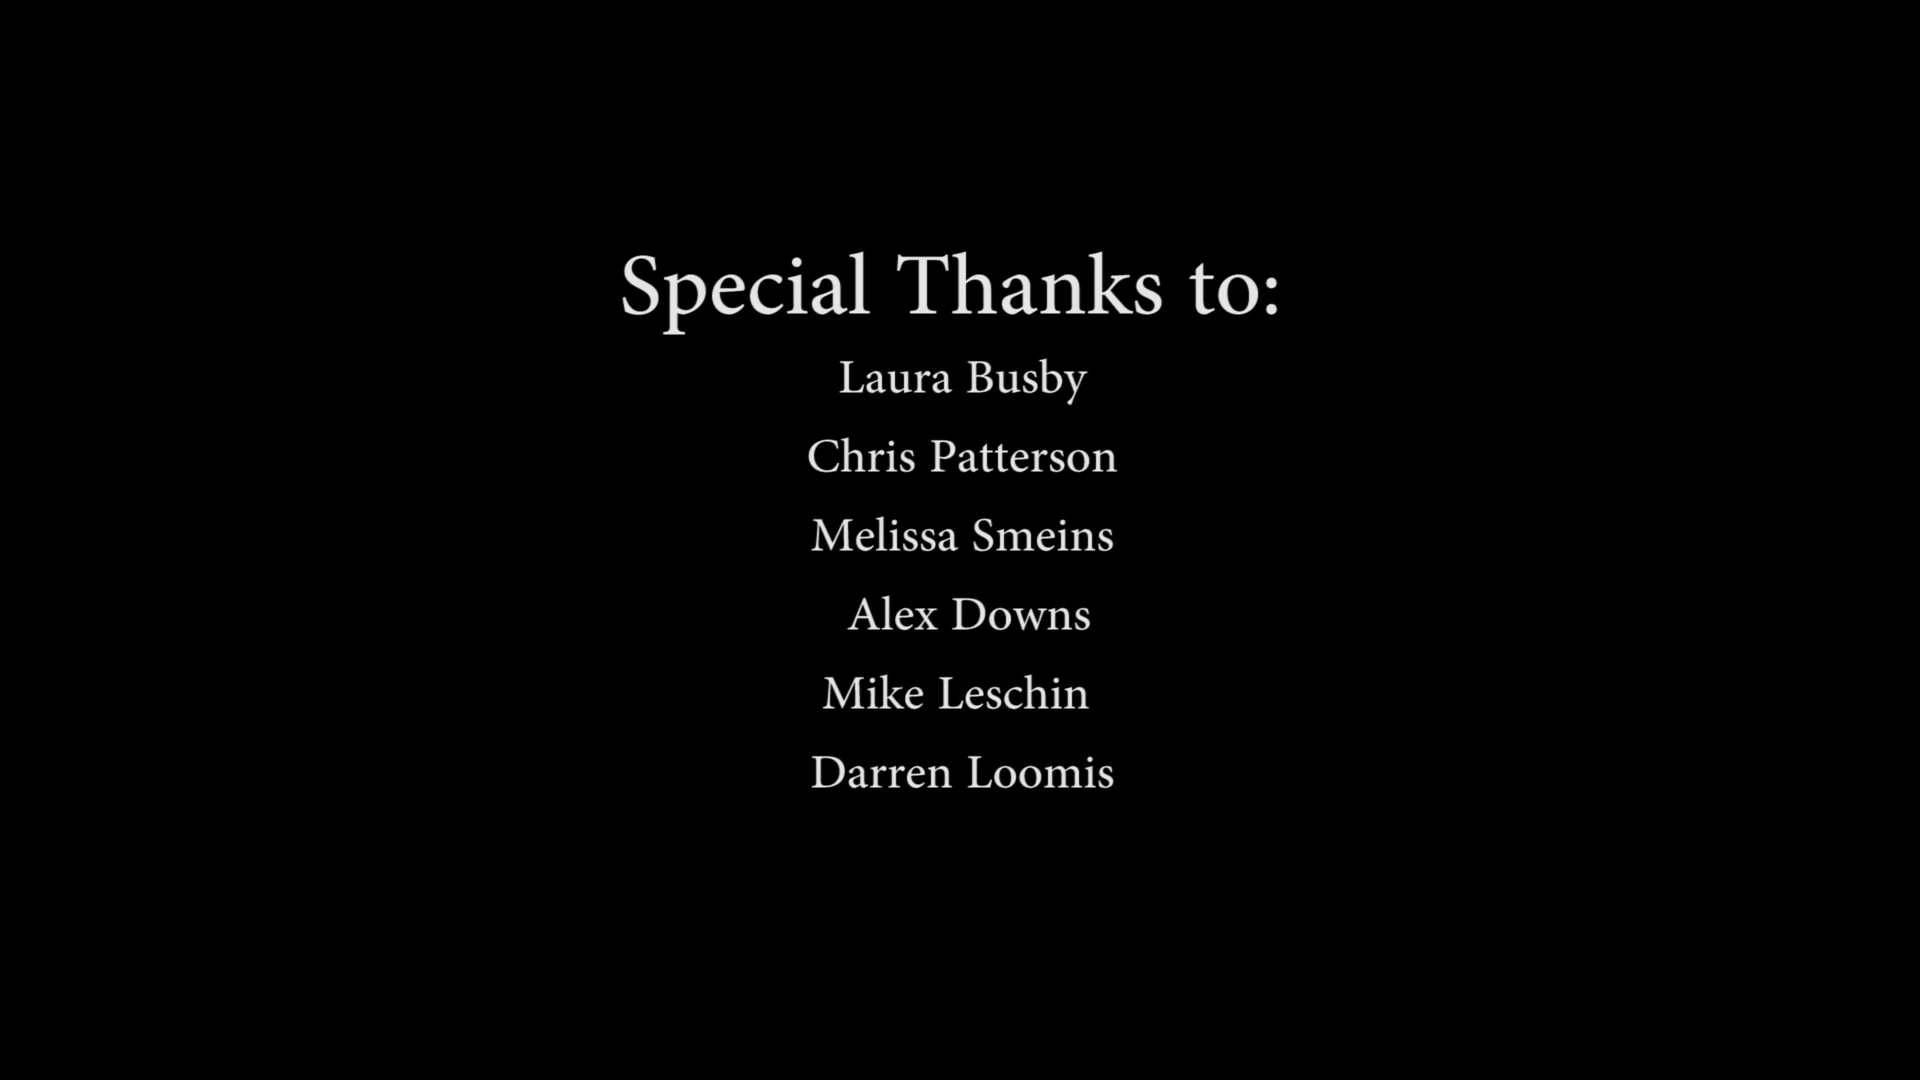 Special Thanks to:
Laura Busby
Chris Patterson
Melissa Smeins
Alex Downs
Mike Leschin
Darren Loomis